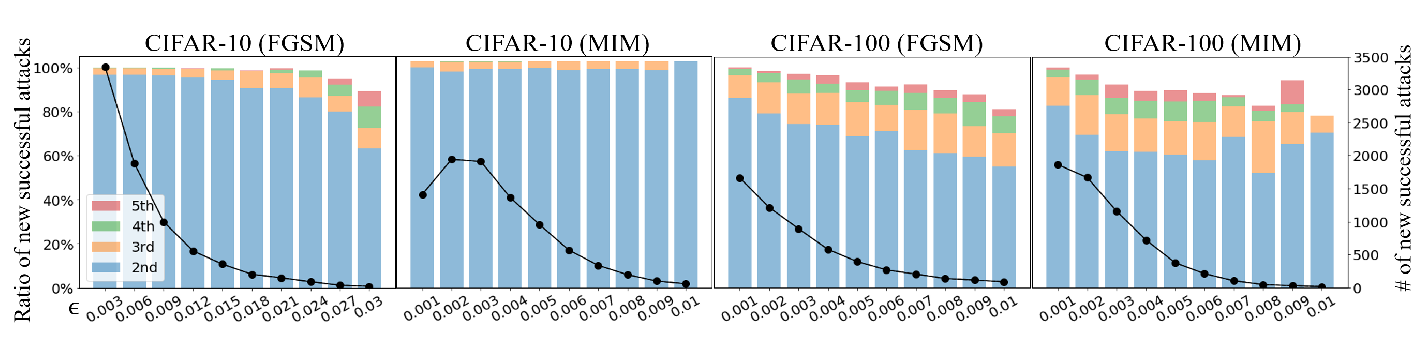 CIFAR-10 (FGSM)
CIFAR-10 (MIM)
CIFAR-100 (FGSM)
CIFAR-100 (MIM)
Ratio of new successful attacks
100%
80%
60%
40%
20%
0%
5th
4th
3rd
2nd
ϵ
0.003 0.006 0.009 0.012 0.015 0.018 0.021 0.024 0.027 0.03
0.001 0.002 0.003 0.004 0.005 0.006 0.007 0.008 0.009 0.01
0.001 0.002 0.003 0.004 0.005 0.006 0.007 0.008 0.009 0.01
0.001 0.002 0.003 0.004 0.005 0.006 0.007 0.008 0.009 0.01
3500
3000
2500
2000
1500
1000
500
0
# of new successful attacks